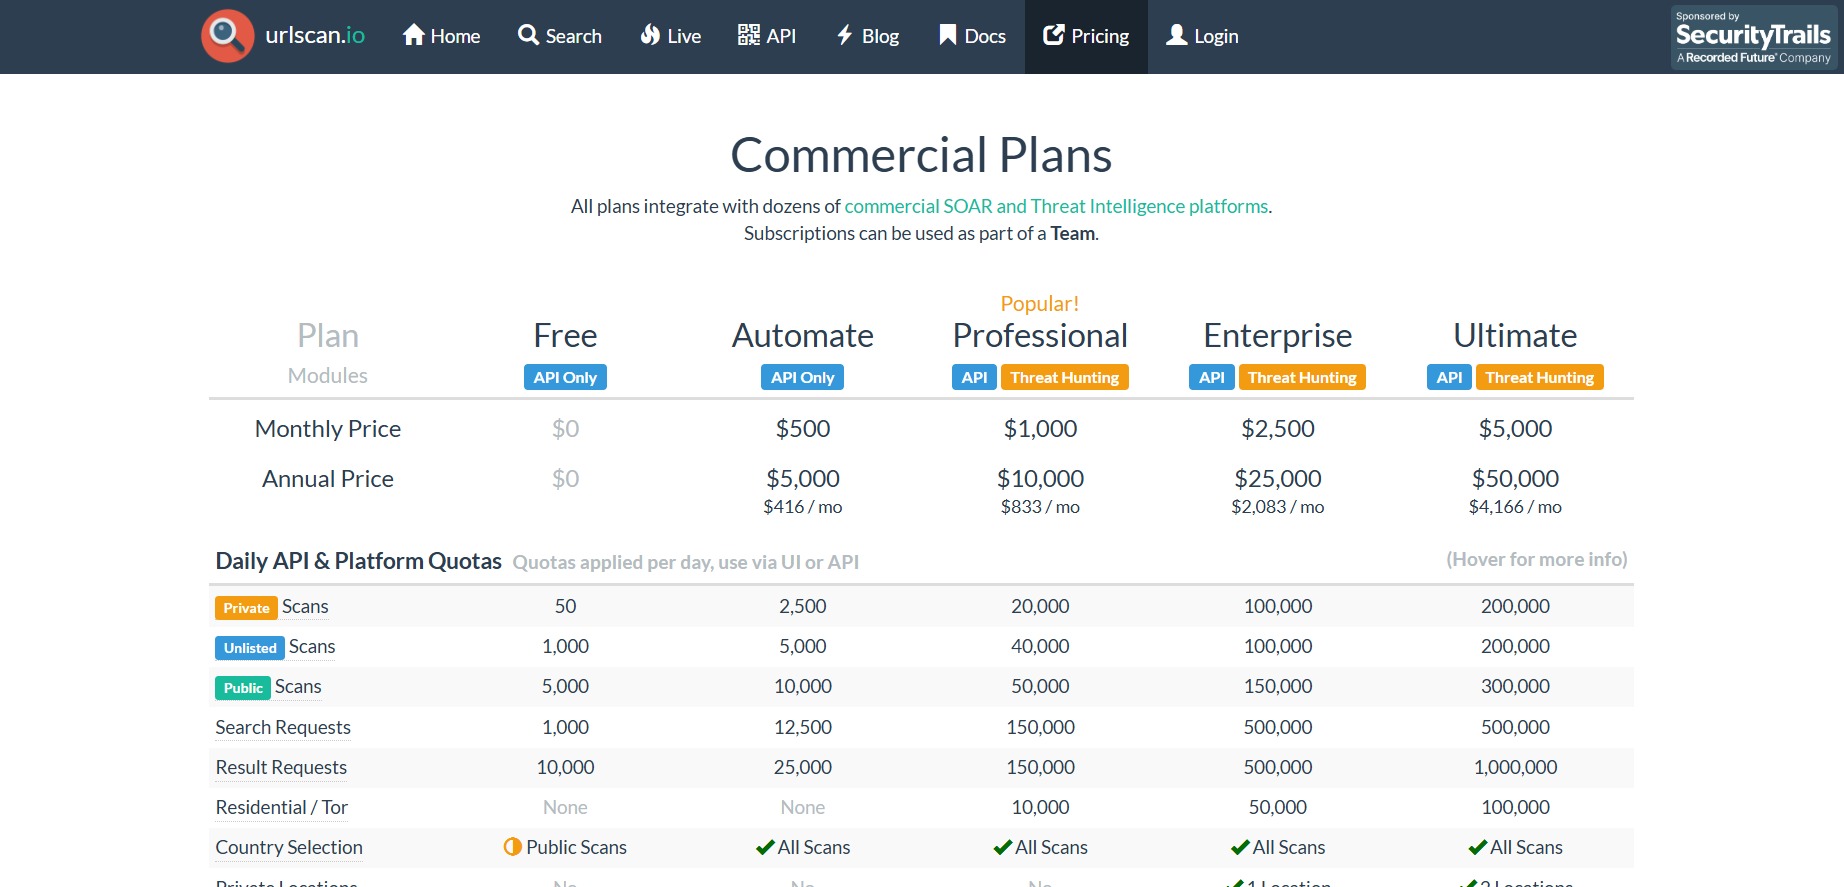 urlscan.io Home Search Live API Blog Docs Pricing Login
Sponsored by
SecurityTrails
A Recorded Future® Company
Commercial Plans
All plans integrate with dozens of commercial SOAR and Threat Intelligence platforms.
Subscriptions can be used as part of a Team.
Popular!
Plan Free Automate Professional Enterprise Ultimate
Modules API Only API Only API Threat Hunting API Threat Hunting API Threat Hunting
Monthly Price $0 $500 $1,000 $2,500 $5,000
Annual Price $0 $5,000 $10,000 $25,000 $50,000
$416 / mo $833 / mo $2,083 / mo $4,166 / mo
Daily API & Platform Quotas Quotas applied per day, use via UI or API (Hover for more info)
Private Scans 50 2,500 20,000 100,000 200,000
Unlisted Scans 1,000 5,000 40,000 100,000 200,000
Public Scans 5,000 10,000 50,000 150,000 300,000
Search Requests 1,000 12,500 150,000 500,000 500,000
Result Requests 10,000 25,000 150,000 500,000 1,000,000
Residential / Tor None None 10,000 50,000 100,000
Country Selection Public Scans All Scans All Scans All Scans All Scans
Private Locations No No No 1 Location 2 Locations